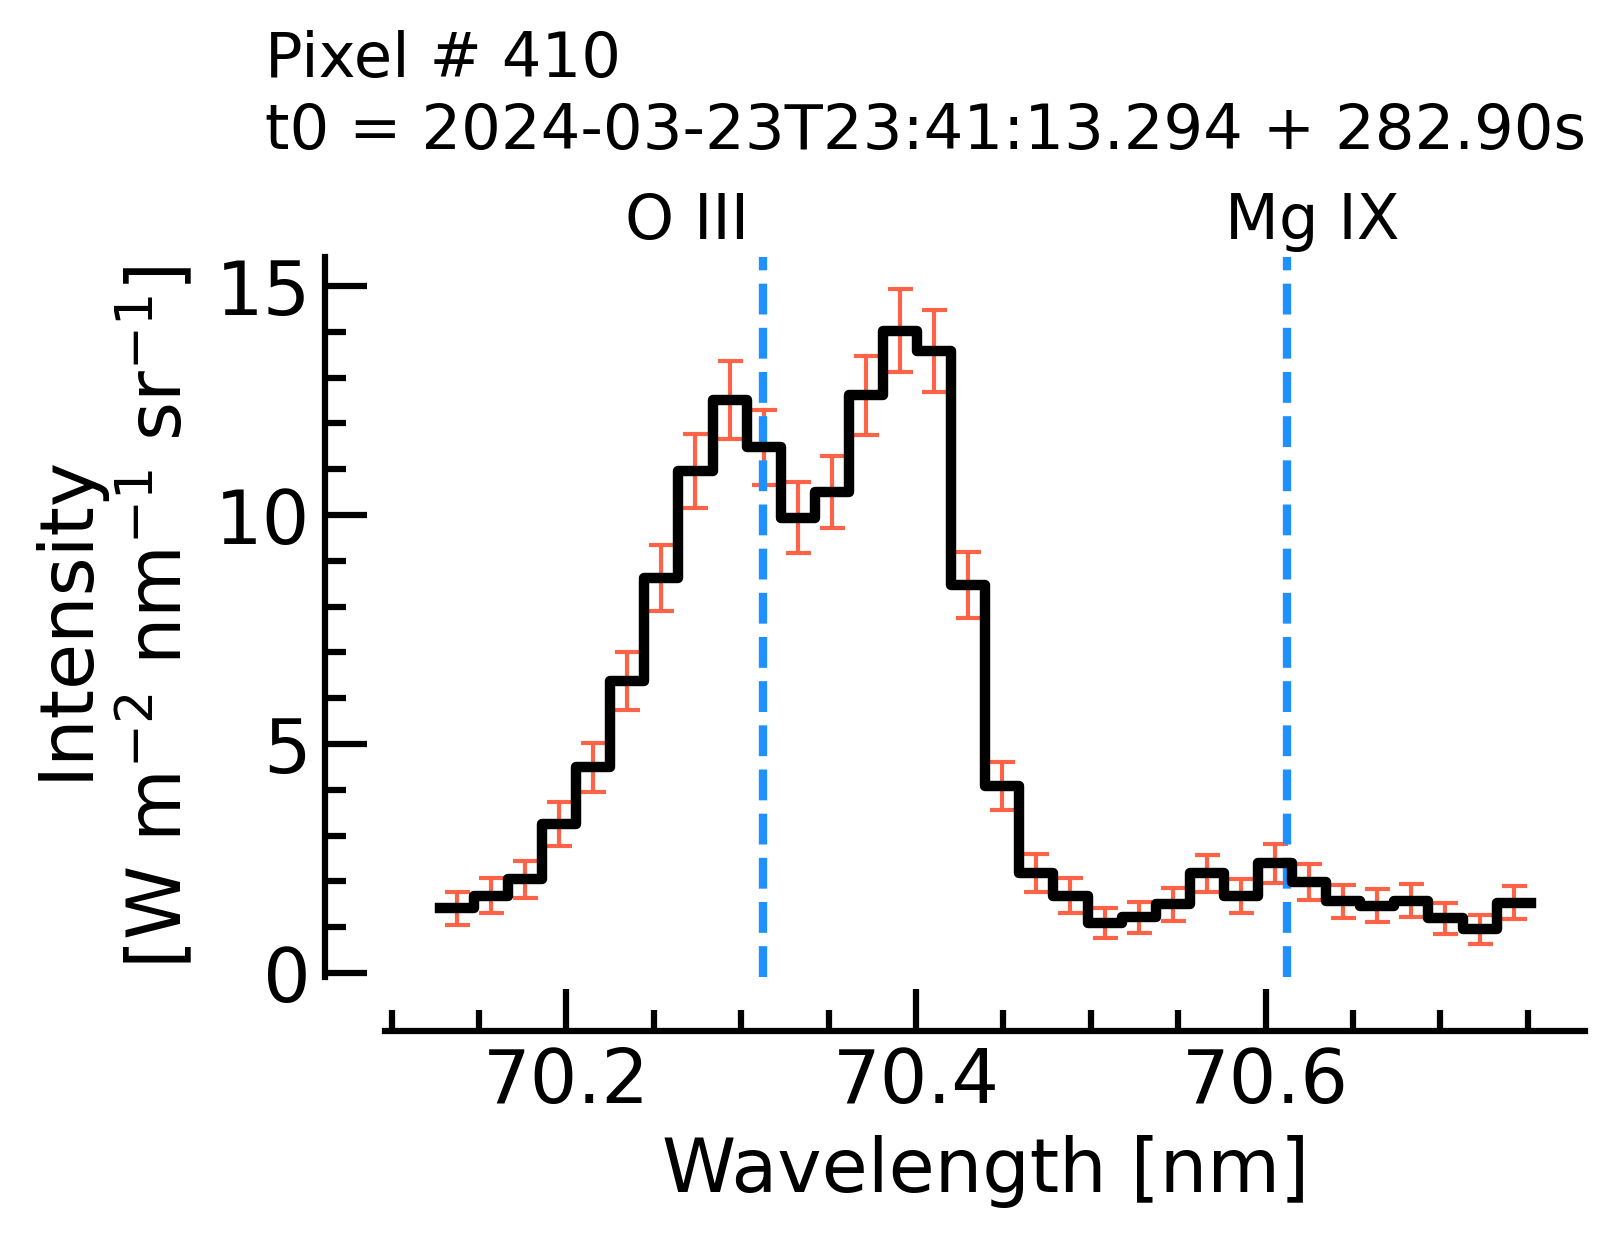 Pixel # 410
t0 = 2024-03-23T23:41:13.294 + 282.90s
O III
Mg IX
Intensity
[W m⁻² nm⁻¹ sr⁻¹]
15
10
5
0
70.2 70.4 70.6
Wavelength [nm]